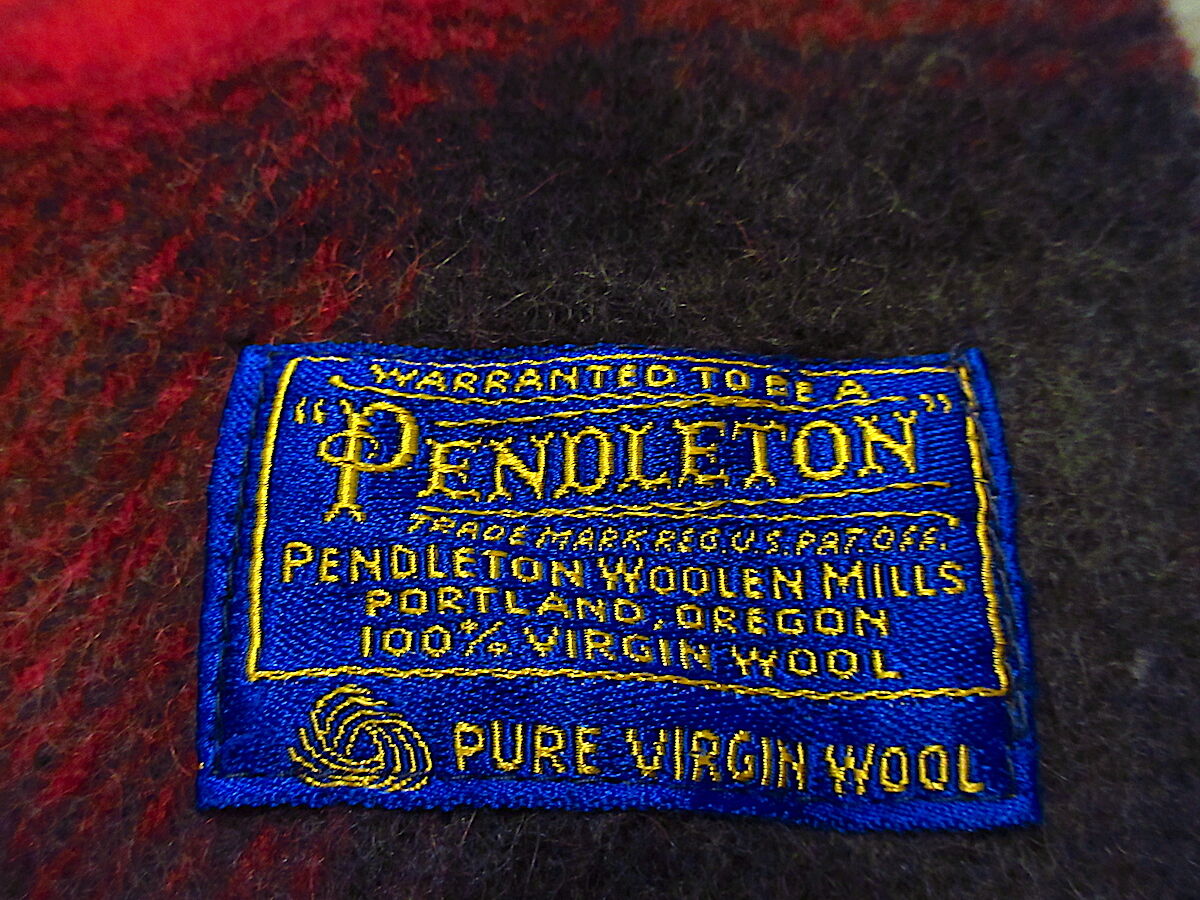 WARRANTED TO BE A
"PENDLETON"
TRADE MARK REG. U.S. PAT. OFF.
PENDLETON WOOLEN MILLS
PORTLAND, OREGON
100% VIRGIN WOOL
PURE VIRGIN WOOL